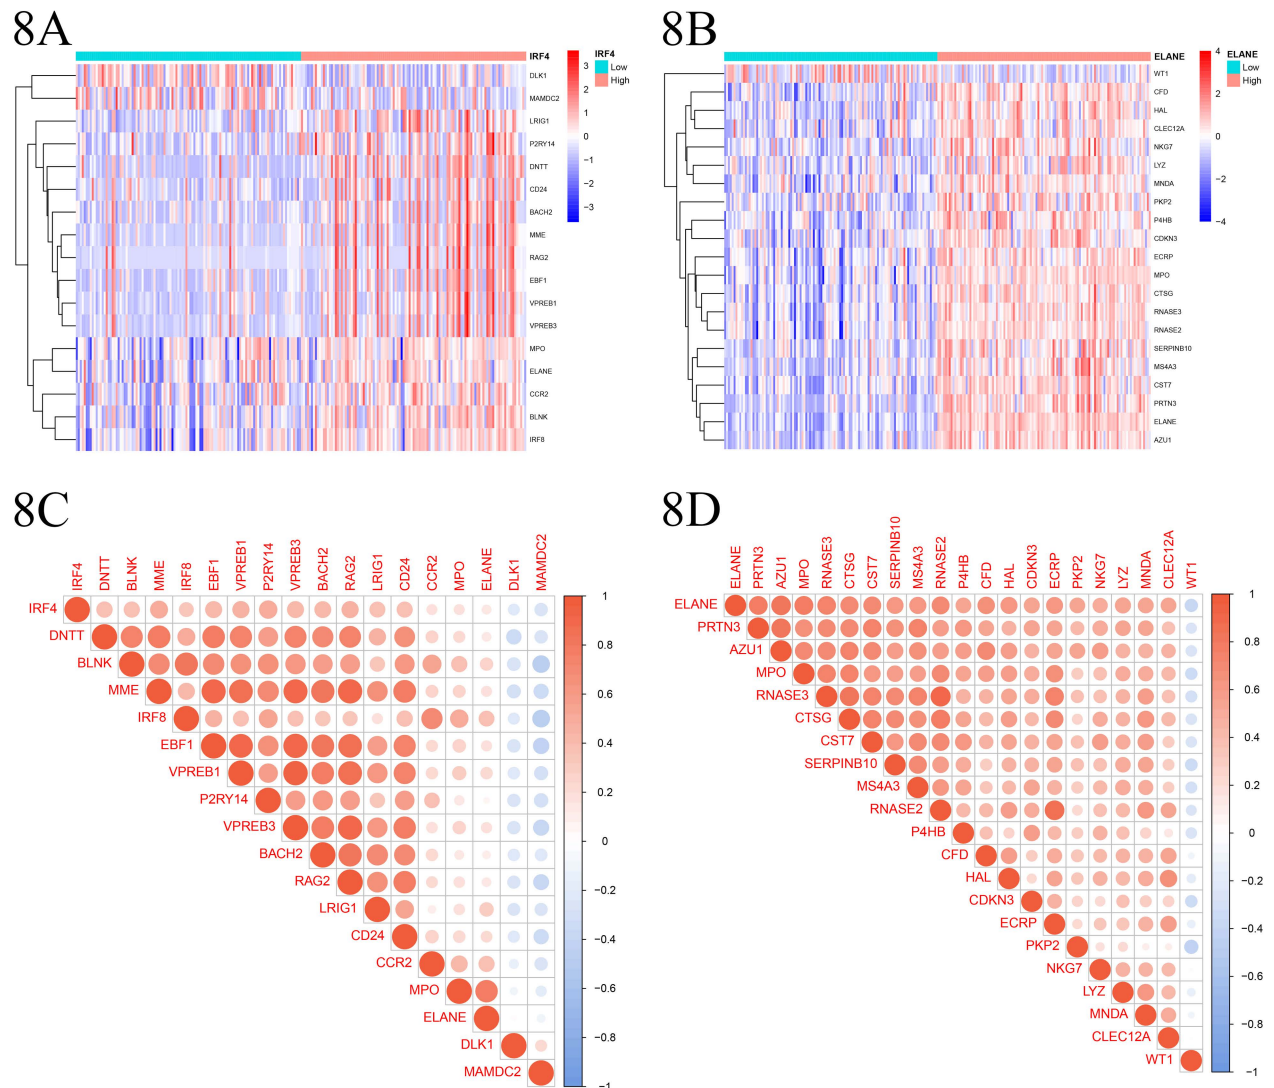 8A
IRF4
DLK1
MAMDC2
LRIG1
P2RY14
DNTT
CD24
BACH2
MME
RAG2
EBF1
VPREB1
VPREB3
MPO
ELANE
CCR2
BLNK
IRF8
3
2
1
0
−1
−2
−3
IRF4
Low
High
8B
ELANE
WT1
CFD
HAL
CLEC12A
NKG7
LYZ
MNDA
PKP2
P4HB
CDKN3
ECRP
MPO
CTSG
RNASE3
RNASE2
SERPINB10
MS4A3
CST7
PRTN3
ELANE
AZU1
4
2
0
−2
−4
ELANE
Low
High
8C
IRF4
DNTT
BLNK
MME
IRF8
EBF1
VPREB1
P2RY14
VPREB3
BACH2
RAG2
LRIG1
CD24
CCR2
MPO
ELANE
DLK1
MAMDC2
IRF4
DNTT
BLNK
MME
IRF8
EBF1
VPREB1
P2RY14
VPREB3
BACH2
RAG2
LRIG1
CD24
CCR2
MPO
ELANE
DLK1
MAMDC2
1
0.8
0.6
0.4
0.2
0
−0.2
−0.4
−0.6
−0.8
−1
8D
ELANE
PRTN3
AZU1
MPO
RNASE3
CTSG
CST7
SERPINB10
MS4A3
RNASE2
P4HB
CFD
HAL
CDKN3
ECRP
PKP2
NKG7
LYZ
MNDA
CLEC12A
WT1
ELANE
PRTN3
AZU1
MPO
RNASE3
CTSG
CST7
SERPINB10
MS4A3
RNASE2
P4HB
CFD
HAL
CDKN3
ECRP
PKP2
NKG7
LYZ
MNDA
CLEC12A
WT1
1
0.8
0.6
0.4
0.2
0
−0.2
−0.4
−0.6
−0.8
−1